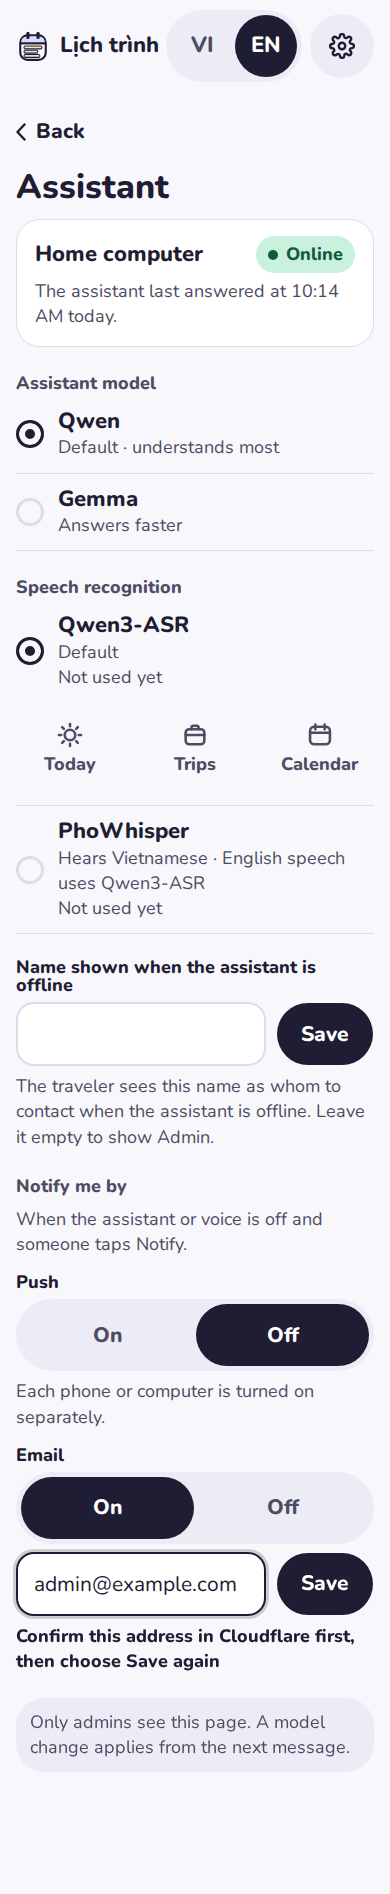 Lịch trình
VI
EN
Back
Assistant
Home computer
Online
The assistant last answered at 10:14
AM today.
Assistant model
Qwen
Default · understands most
Gemma
Answers faster
Speech recognition
Qwen3-ASR
Default
Not used yet
Today
Trips
Calendar
PhoWhisper
Hears Vietnamese · English speech
uses Qwen3-ASR
Not used yet
Name shown when the assistant is
offline
Save
The traveler sees this name as whom to
contact when the assistant is offline. Leave
it empty to show Admin.
Notify me by
When the assistant or voice is off and
someone taps Notify.
Push
On
Off
Each phone or computer is turned on
separately.
Email
On
Off
admin@example.com
Save
Confirm this address in Cloudflare first,
then choose Save again
Only admins see this page. A model
change applies from the next message.